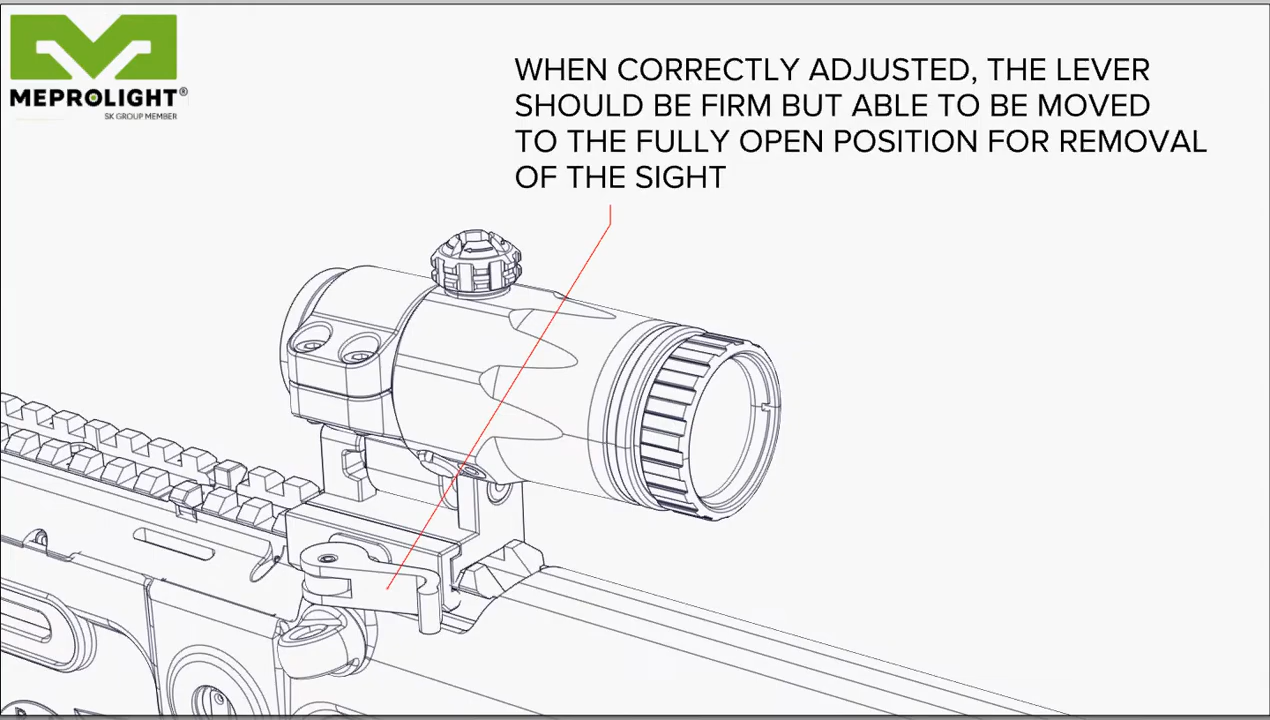 MEPROLIGHT®
SK GROUP MEMBER
WHEN CORRECTLY ADJUSTED, THE LEVER
SHOULD BE FIRM BUT ABLE TO BE MOVED
TO THE FULLY OPEN POSITION FOR REMOVAL
OF THE SIGHT